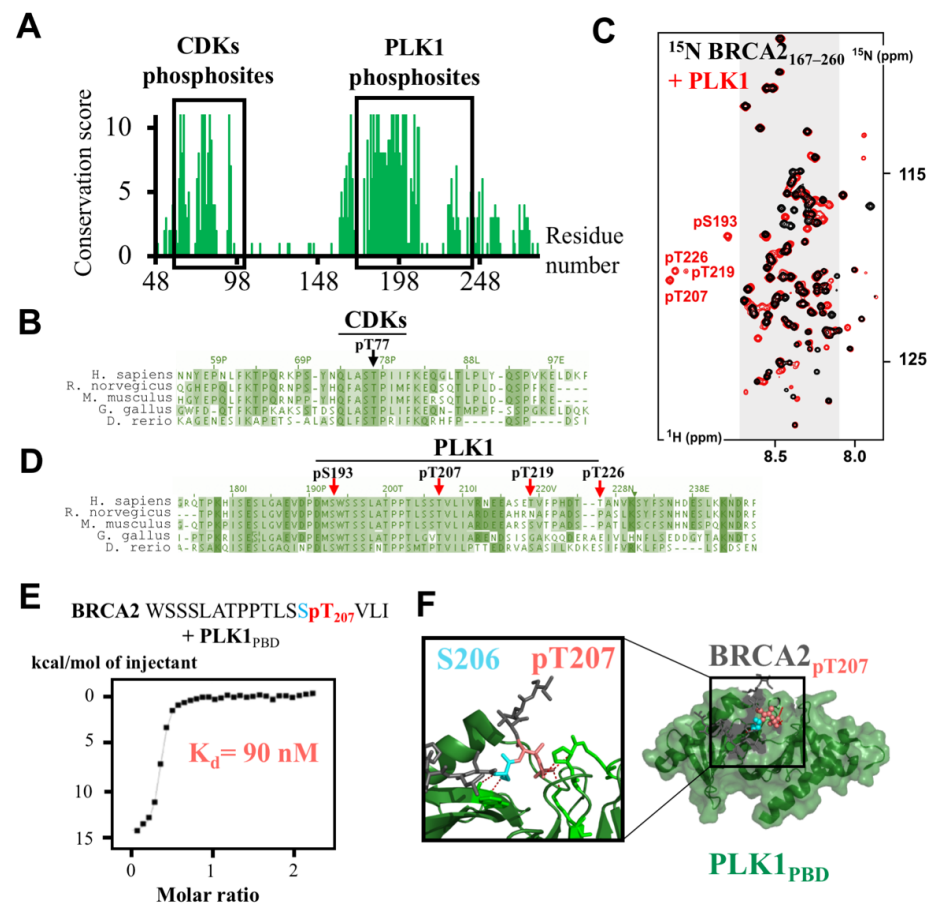 A
CDKs
phosphosites
PLK1
phosphosites
Conservation score
10
5
0
48
98
148
198
248
Residue
number
B
CDKs
pT77
59P 69P 78P 88L 97E
H. sapiens
R. norvegicus
M. musculus
G. gallus
D. rerio
C
15N BRCA2167–260
+ PLK1
15N (ppm)
115
125
pS193
pT226
pT219
pT207
1H (ppm)
8.5
8.0
D
PLK1
pS193 pT207 pT219 pT226
180I 190D 200T 210I 220V 228N 238E
H. sapiens
R. norvegicus
M. musculus
G. gallus
D. rerio
E
BRCA2 WSSSLATPPTLSSpT207VLI
+ PLK1PBD
kcal/mol of injectant
0
5
10
15
Kd= 90 nM
0
1
2
Molar ratio
F
S206
pT207
BRCA2pT207
PLK1PBD